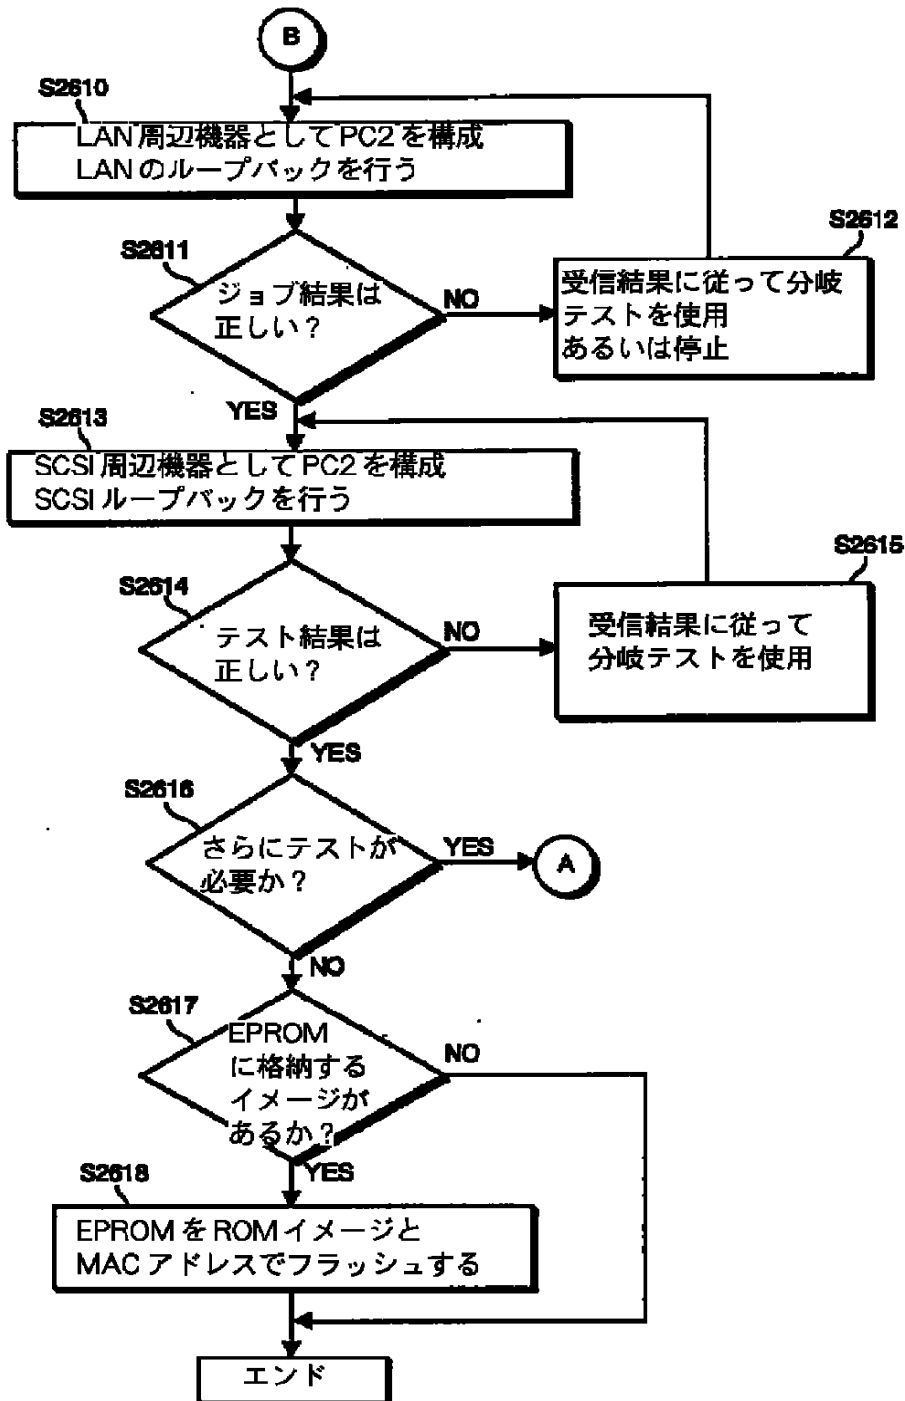 B
S2610
LAN周辺機器としてPC2を構成
LANのループバックを行う
S2611
ジョブ結果は
正しい?
NO
S2612
受信結果に従って分岐
テストを使用
あるいは停止
YES
S2613
SCSI周辺機器としてPC2を構成
SCSIループバックを行う
S2614
テスト結果は
正しい?
NO
S2615
受信結果に従って
分岐テストを使用
YES
S2616
さらにテストが
必要か?
YES
A
NO
S2617
EPROM
に格納する
イメージが
あるか?
NO
YES
S2618
EPROMをROMイメージと
MACアドレスでフラッシュする
エンド